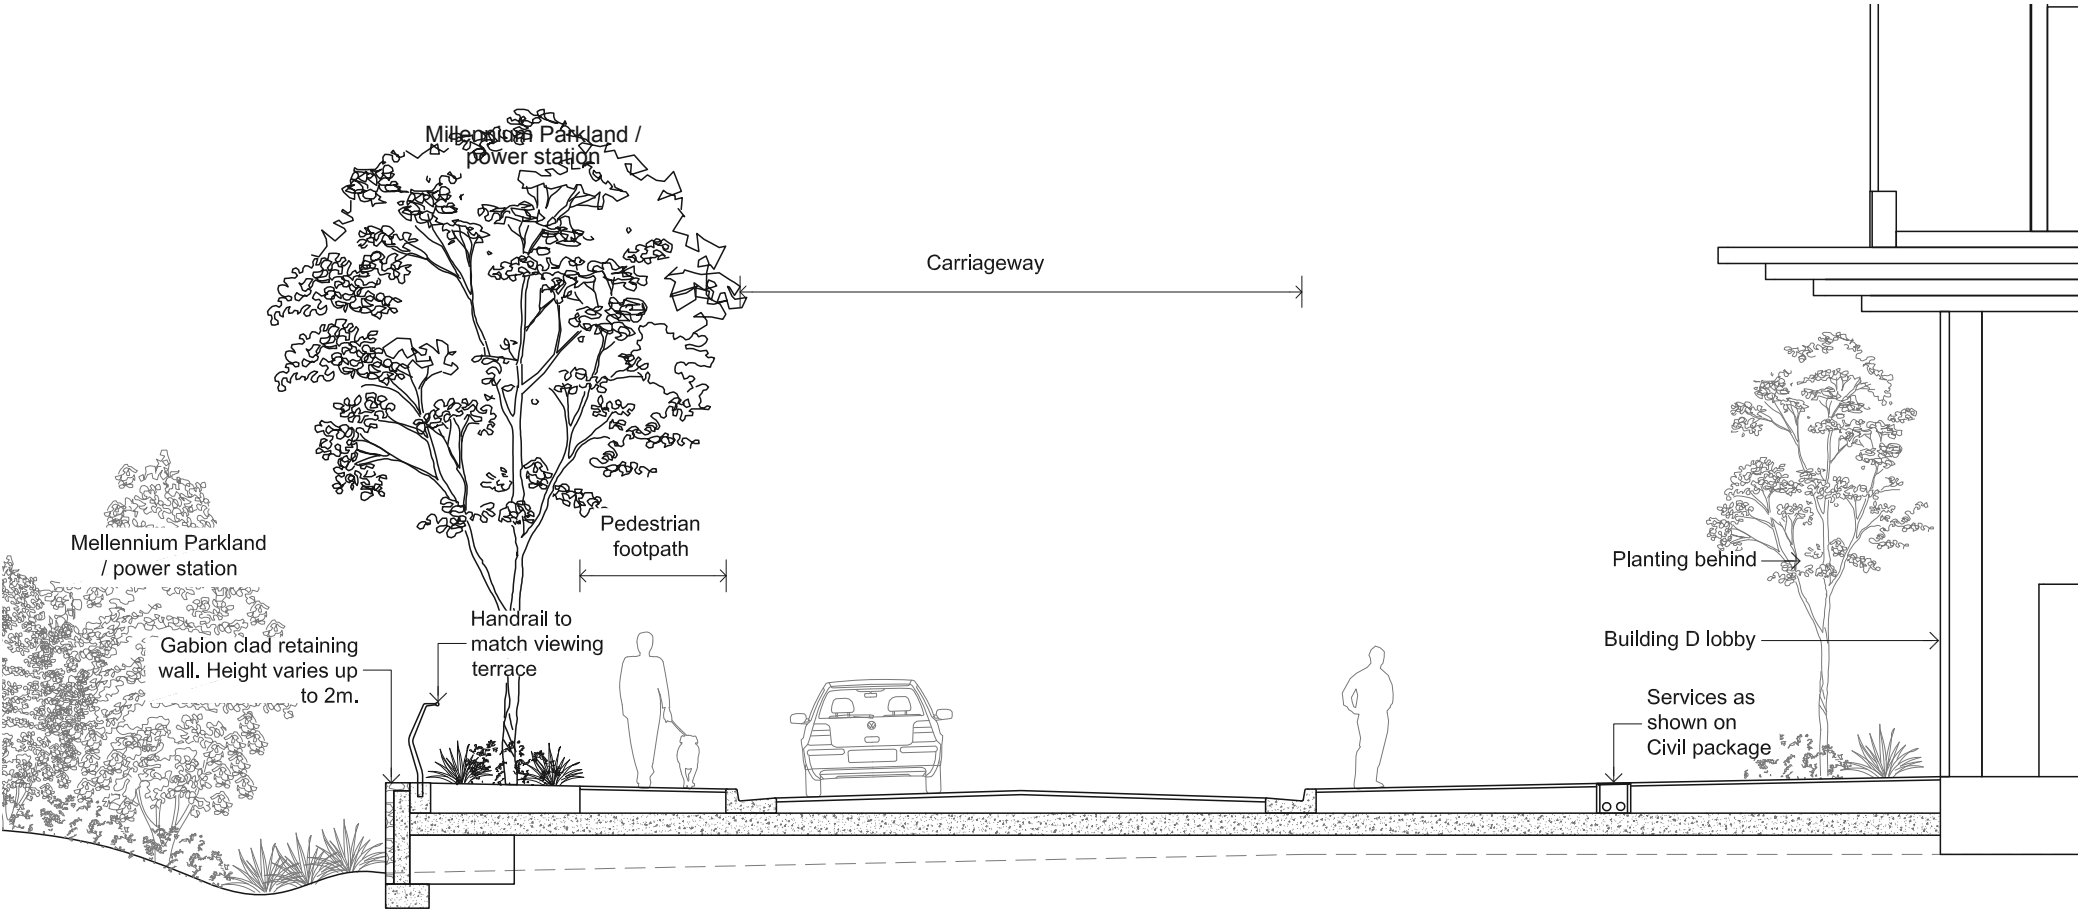 Millennium Parkland /
power station
Carriageway
Pedestrian
footpath
Mellennium Parkland
/ power station
Planting behind
Handrail to
match viewing
terrace
Gabion clad retaining
wall. Height varies up
to 2m.
Building D lobby
Services as
shown on
Civil package